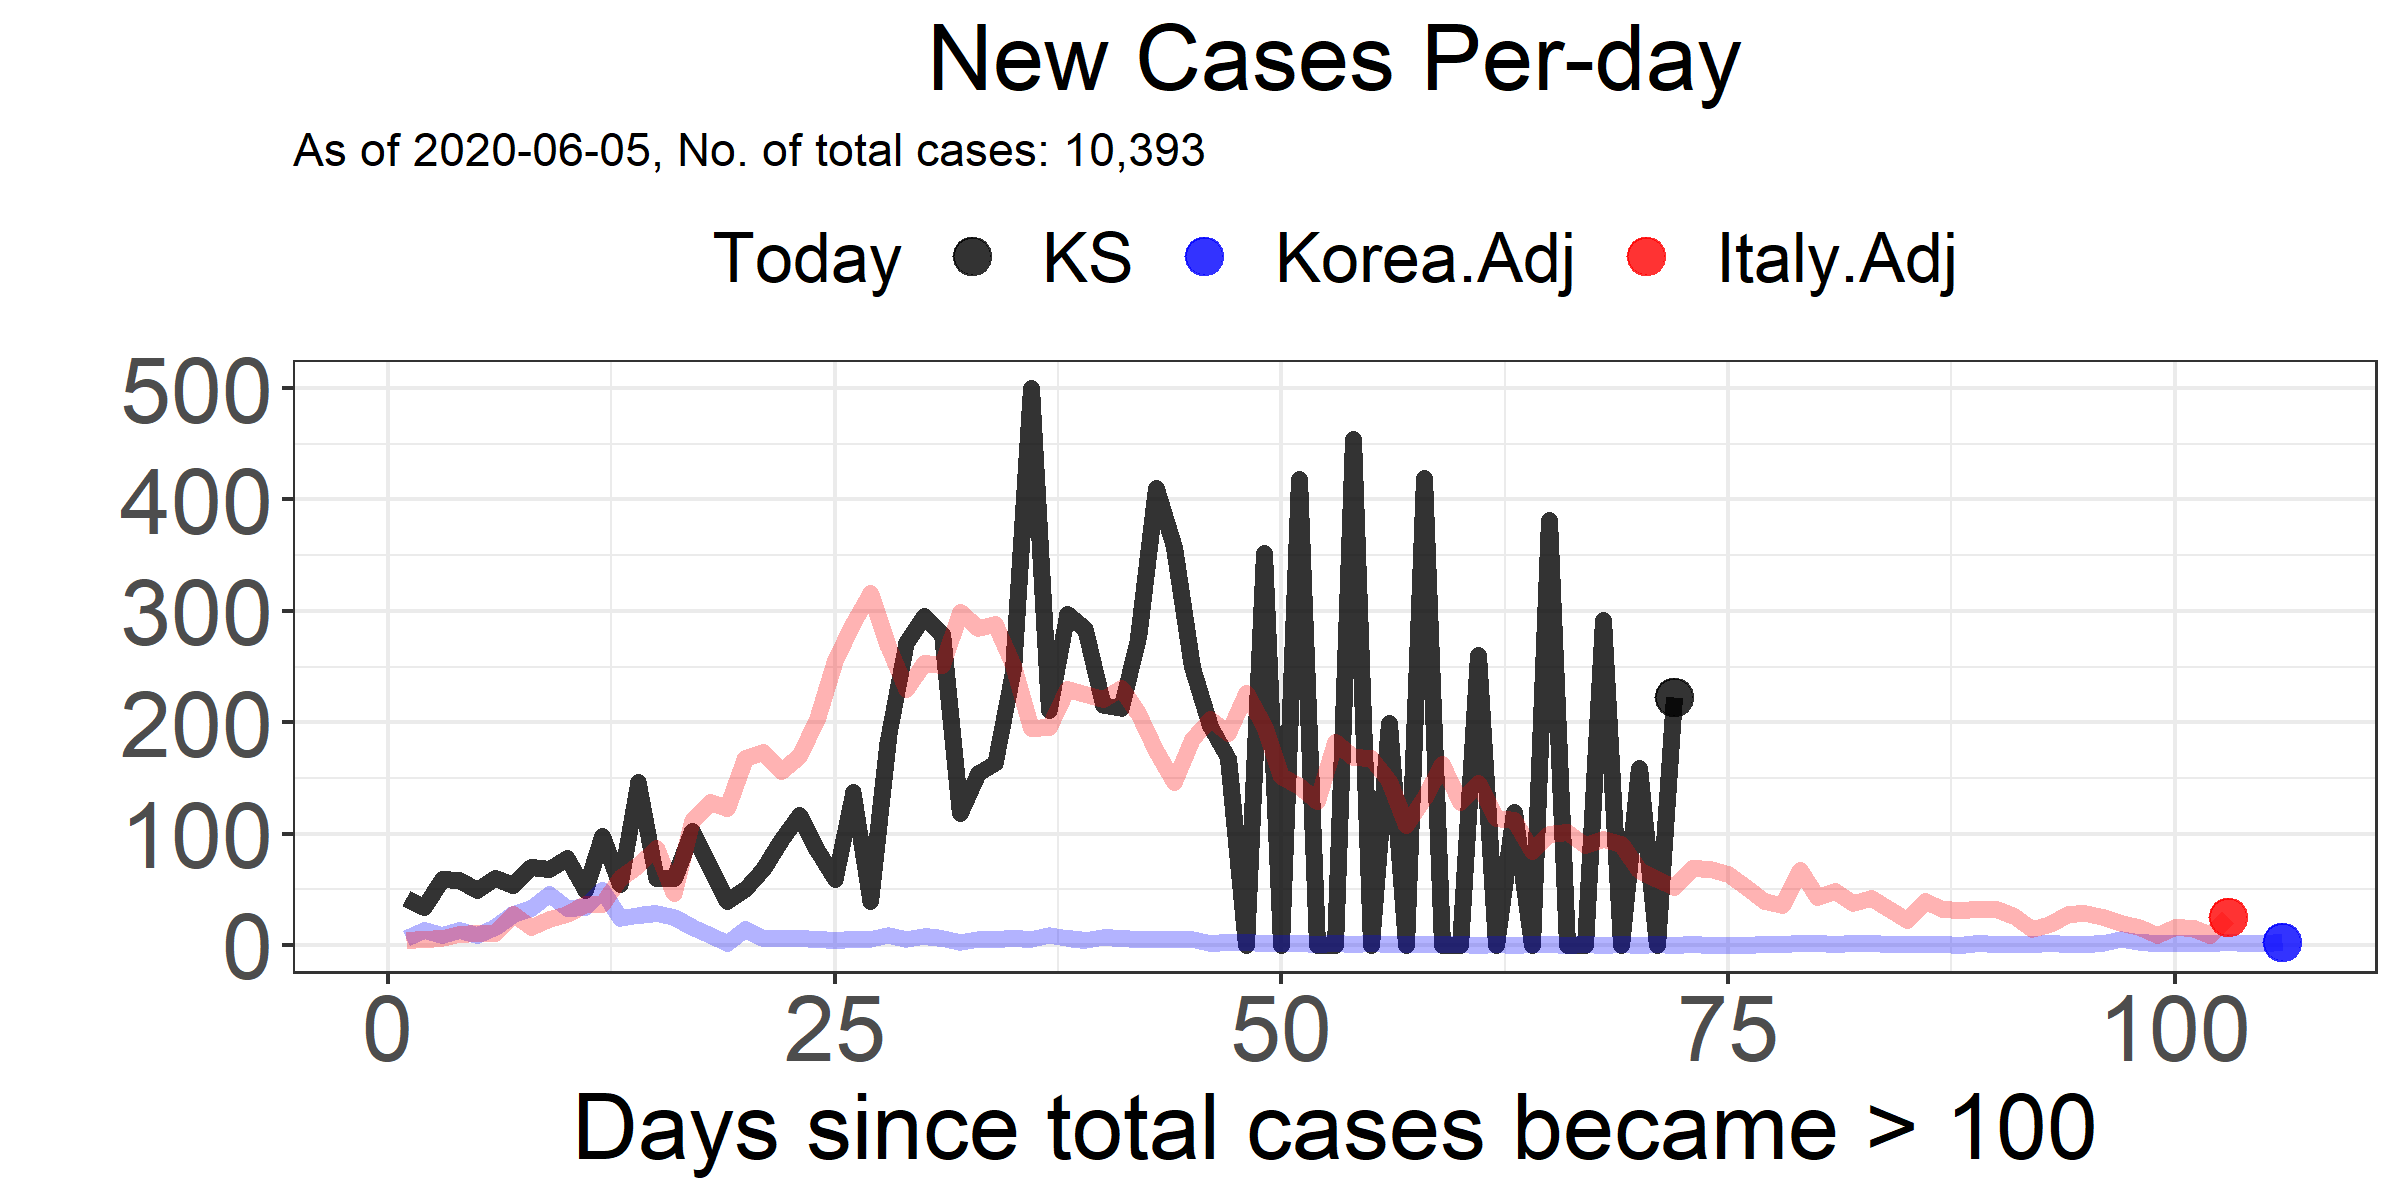 New Cases Per-day
As of 2020-06-05, No. of total cases: 10,393
Today KS Korea.Adj Italy.Adj
500
400
300
200
100
0
0 25 50 75 100
Days since total cases became > 100